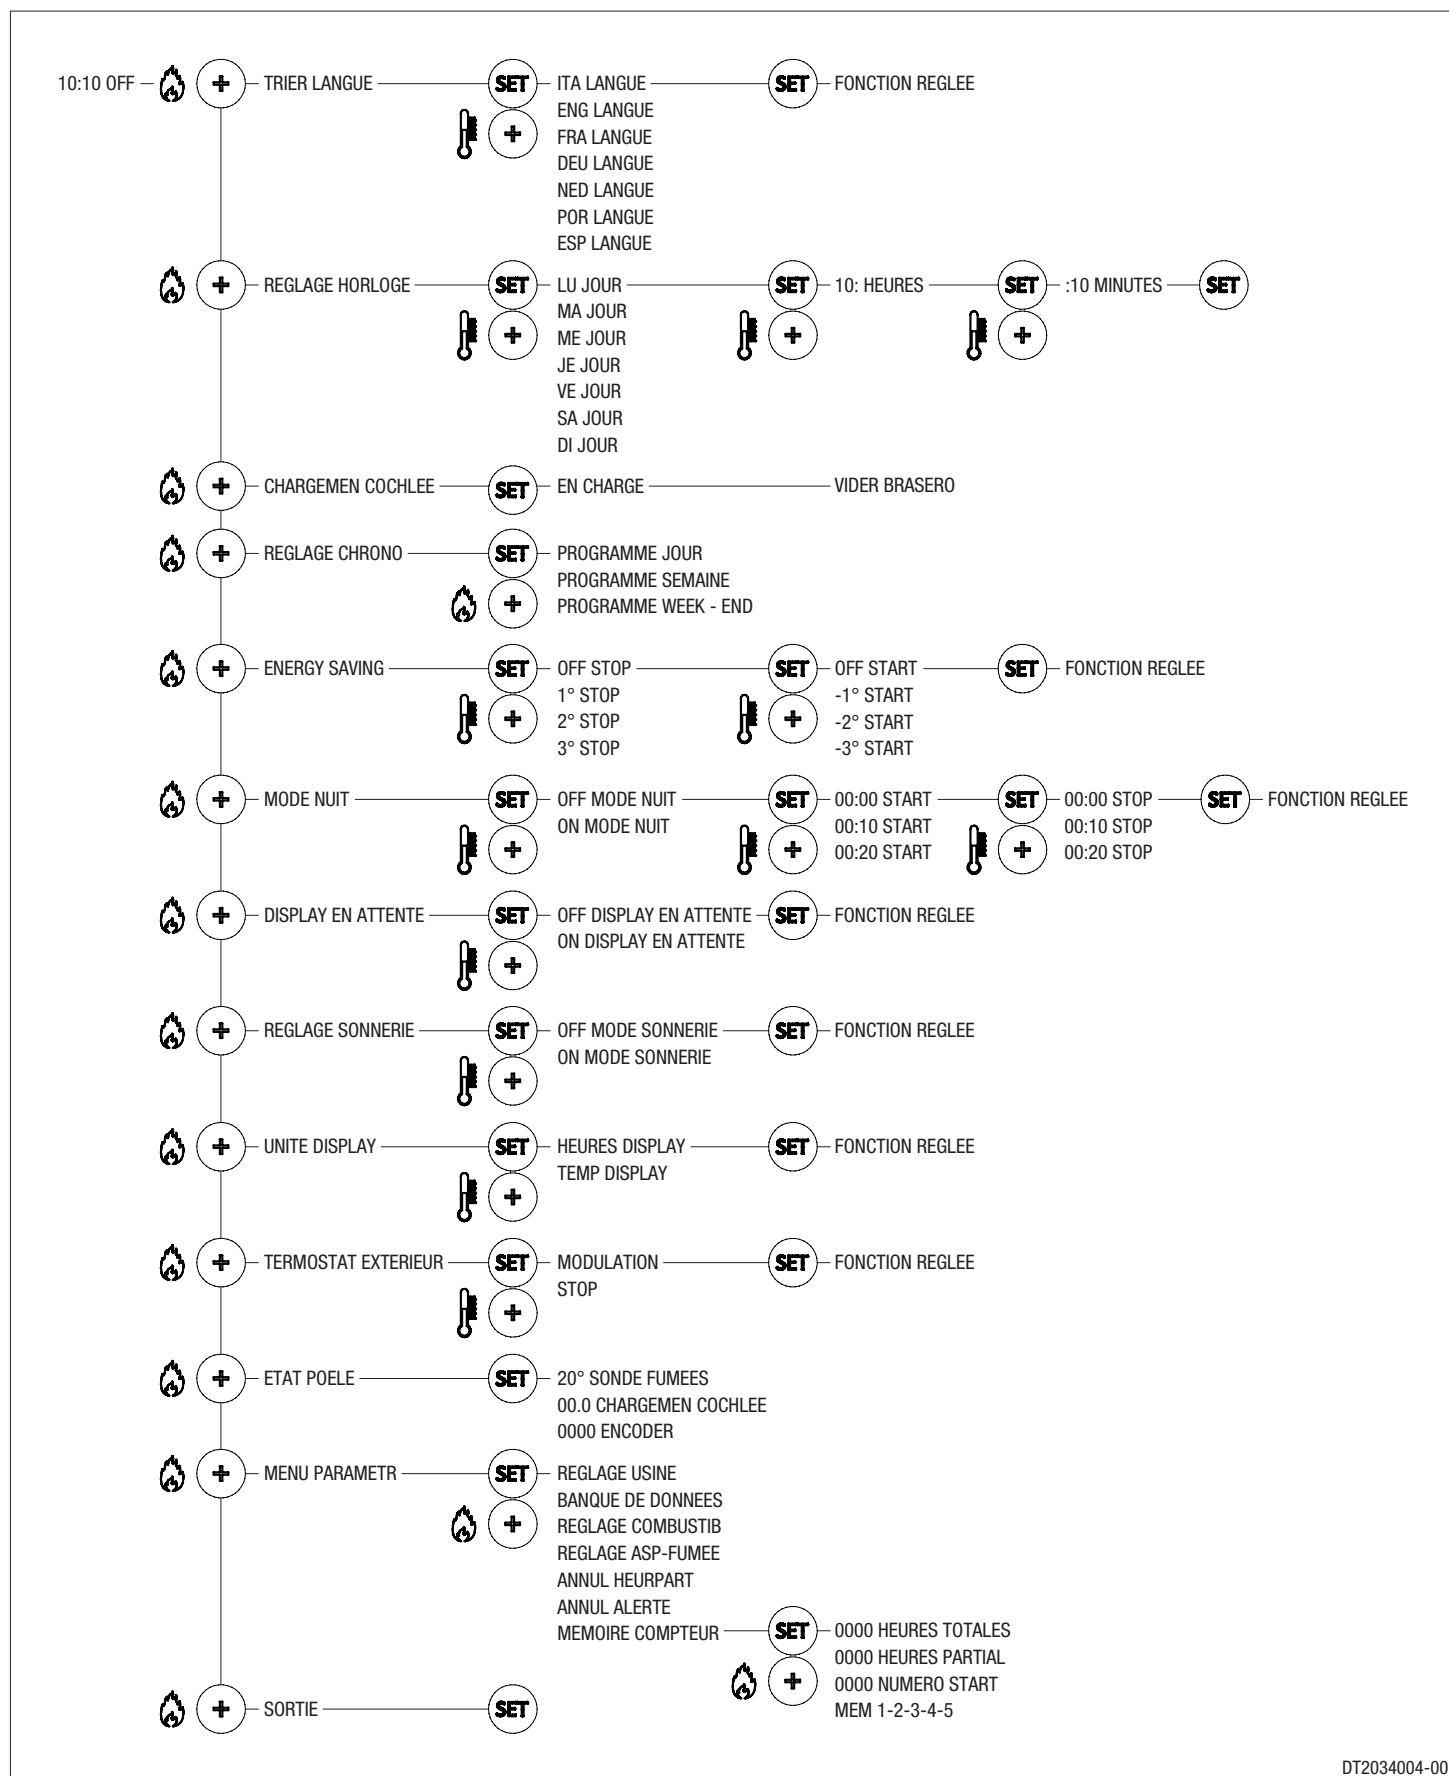 10:10 OFF + TRIER LANGUE SET ITA LANGUE SET FONCTION REGLEE
ENG LANGUE
+ FRA LANGUE
DEU LANGUE
NED LANGUE
POR LANGUE
ESP LANGUE
+ REGLAGE HORLOGE SET LU JOUR SET 10: HEURES SET :10 MINUTES SET
MA JOUR
+ ME JOUR + +
JE JOUR
VE JOUR
SA JOUR
DI JOUR
+ CHARGEMEN COCHLEE SET EN CHARGE VIDER BRASERO
+ REGLAGE CHRONO SET PROGRAMME JOUR
PROGRAMME SEMAINE
+ PROGRAMME WEEK - END
+ ENERGY SAVING SET OFF STOP SET OFF START SET FONCTION REGLEE
1° STOP -1° START
+ 2° STOP + -2° START
3° STOP -3° START
+ MODE NUIT SET OFF MODE NUIT SET 00:00 START SET 00:00 STOP SET FONCTION REGLEE
ON MODE NUIT 00:10 START 00:10 STOP
+ + 00:20 START + 00:20 STOP
+ DISPLAY EN ATTENTE SET OFF DISPLAY EN ATTENTE SET FONCTION REGLEE
ON DISPLAY EN ATTENTE
+
+ REGLAGE SONNERIE SET OFF MODE SONNERIE SET FONCTION REGLEE
ON MODE SONNERIE
+
+ UNITE DISPLAY SET HEURES DISPLAY SET FONCTION REGLEE
TEMP DISPLAY
+
+ TERMOSTAT EXTERIEUR SET MODULATION SET FONCTION REGLEE
STOP
+
+ ETAT POELE SET 20° SONDE FUMEES
00.0 CHARGEMEN COCHLEE
0000 ENCODER
+ MENU PARAMETR SET REGLAGE USINE
BANQUE DE DONNEES
+ REGLAGE COMBUSTIB
REGLAGE ASP-FUMEE
ANNUL HEURPART
ANNUL ALERTE
MEMOIRE COMPTEUR SET 0000 HEURES TOTALES
0000 HEURES PARTIAL
+ 0000 NUMERO START
+ SORTIE SET MEM 1-2-3-4-5
DT2034004-00